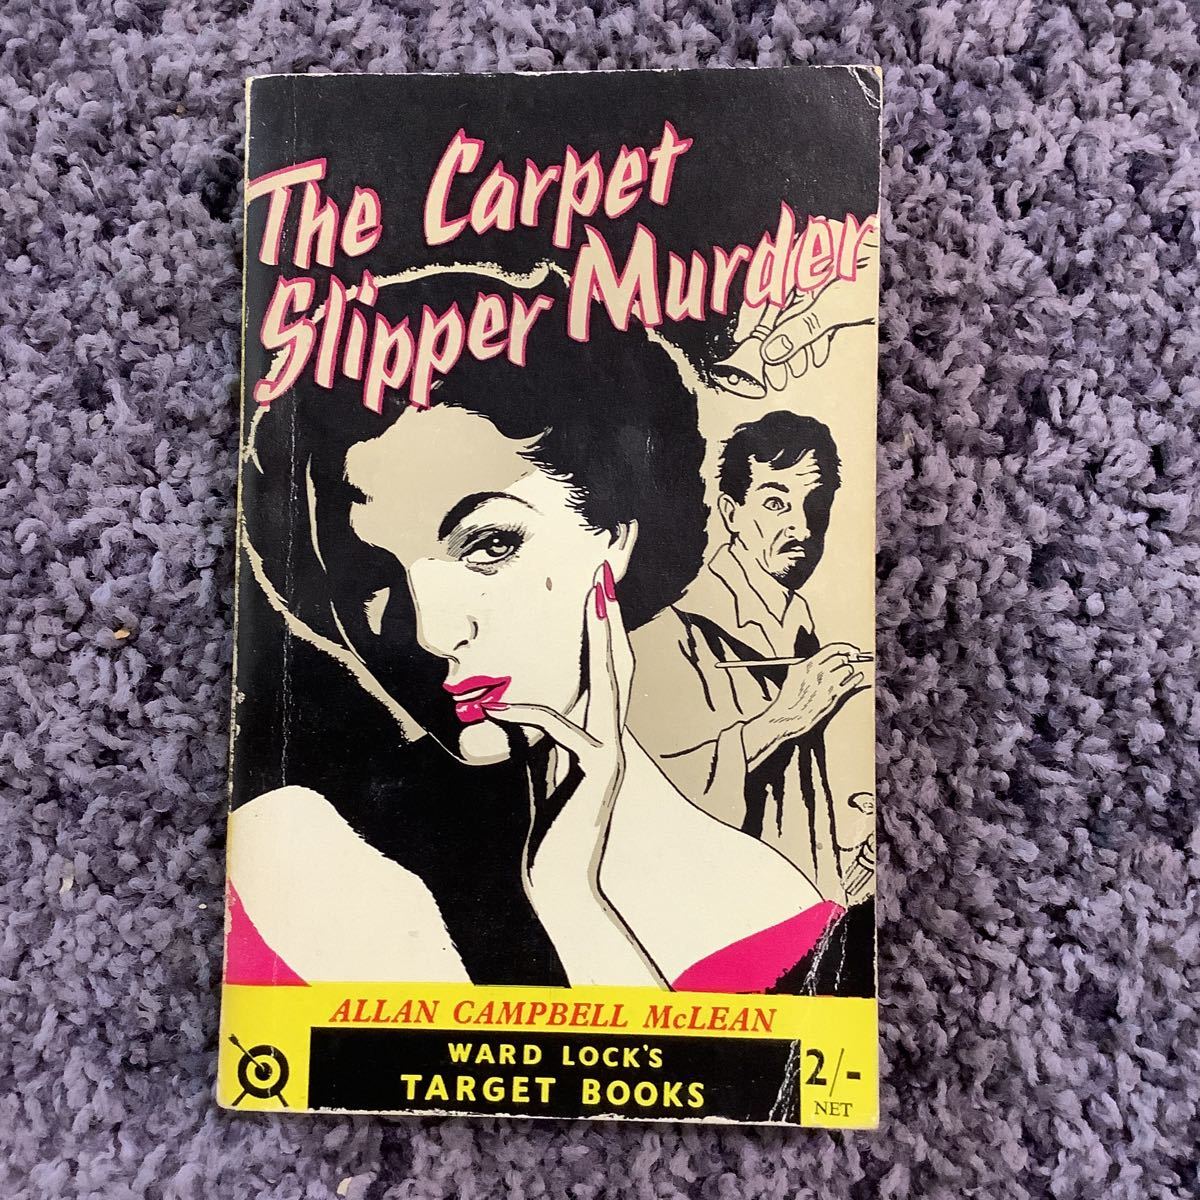 The Carpet
Slipper Murder
ALLAN CAMPBELL McLEAN
WARD LOCK'S
TARGET BOOKS
2/-
NET